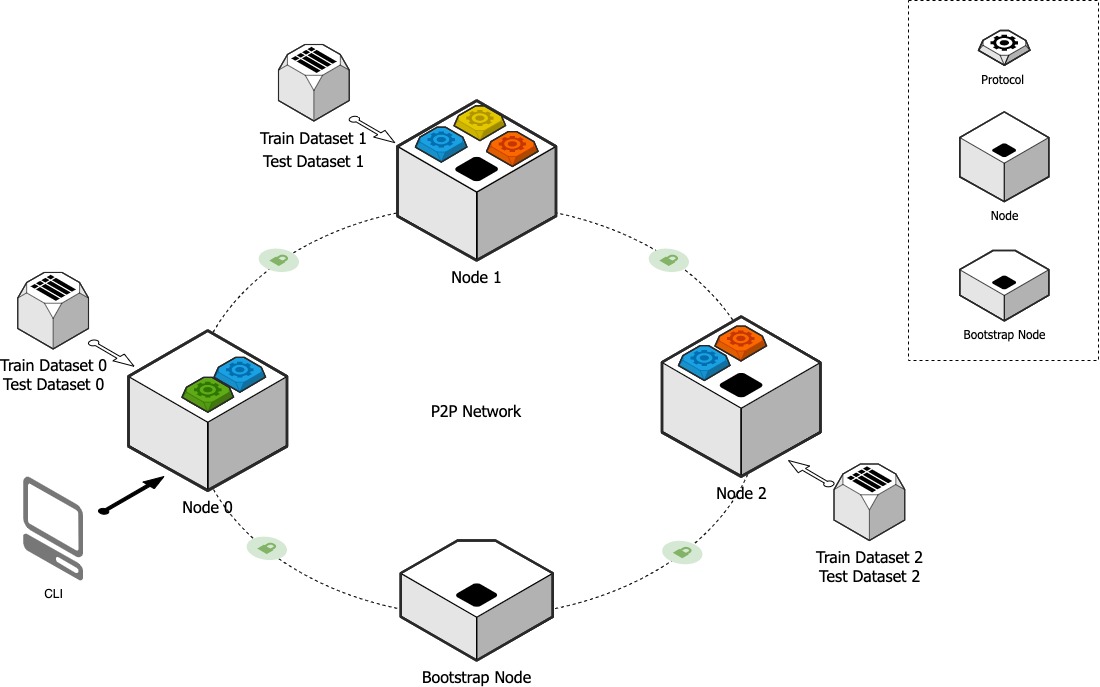 Protocol
Train Dataset 1
Test Dataset 1
Node
Node 1
Bootstrap Node
Train Dataset 0
Test Dataset 0
P2P Network
Node 2
Node 0
Train Dataset 2
Test Dataset 2
CLI
Bootstrap Node